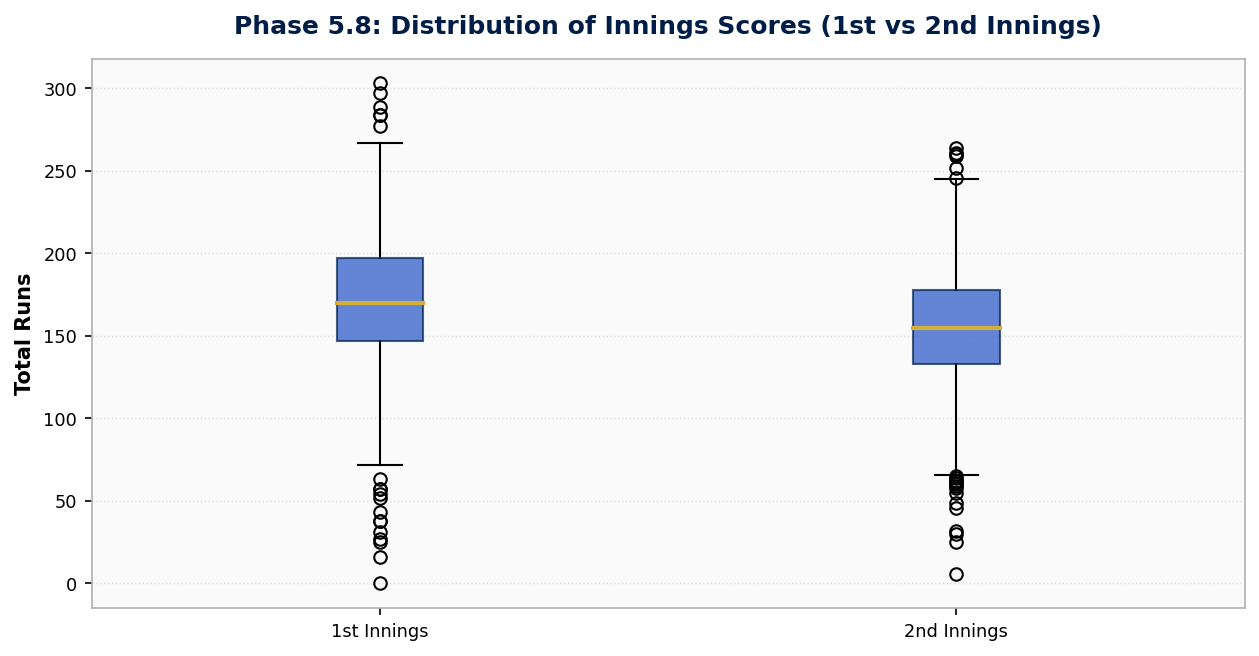 Phase 5.8: Distribution of Innings Scores (1st vs 2nd Innings)
Total Runs
300
250
200
150
100
50
0
1st Innings
2nd Innings